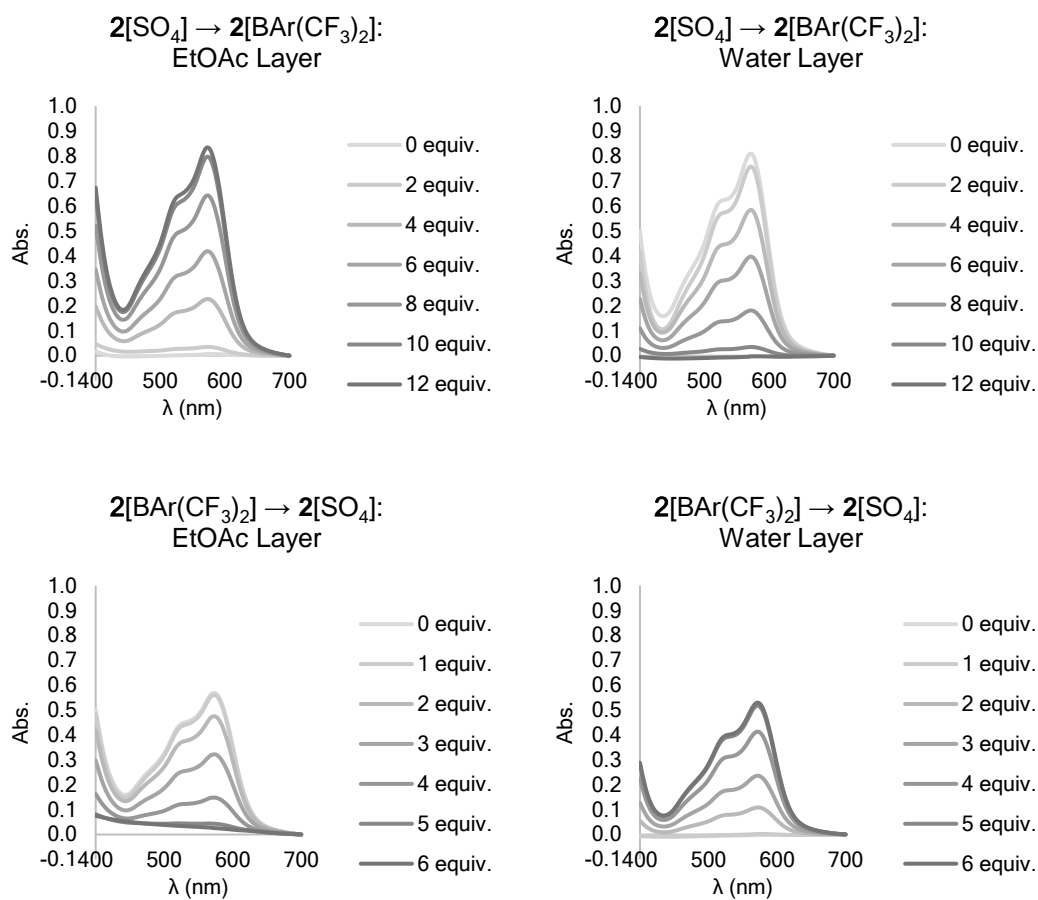 2[SO4] → 2[BAr(CF3)2]:
EtOAc Layer
1.0
0.9
0.8
0.7
0.6
0.5
0.4
0.3
0.2
0.1
0.0
-0.1
400
500
600
700
Abs.
λ (nm)
0 equiv.
2 equiv.
4 equiv.
6 equiv.
8 equiv.
10 equiv.
12 equiv.
2[SO4] → 2[BAr(CF3)2]:
Water Layer
1.0
0.9
0.8
0.7
0.6
0.5
0.4
0.3
0.2
0.1
0.0
-0.1
400
500
600
700
Abs.
λ (nm)
0 equiv.
2 equiv.
4 equiv.
6 equiv.
8 equiv.
10 equiv.
12 equiv.
2[BAr(CF3)2] → 2[SO4]:
EtOAc Layer
1.0
0.9
0.8
0.7
0.6
0.5
0.4
0.3
0.2
0.1
0.0
-0.1
400
500
600
700
Abs.
λ (nm)
0 equiv.
1 equiv.
2 equiv.
3 equiv.
4 equiv.
5 equiv.
6 equiv.
2[BAr(CF3)2] → 2[SO4]:
Water Layer
1.0
0.9
0.8
0.7
0.6
0.5
0.4
0.3
0.2
0.1
0.0
-0.1
400
500
600
700
Abs.
λ (nm)
0 equiv.
1 equiv.
2 equiv.
3 equiv.
4 equiv.
5 equiv.
6 equiv.